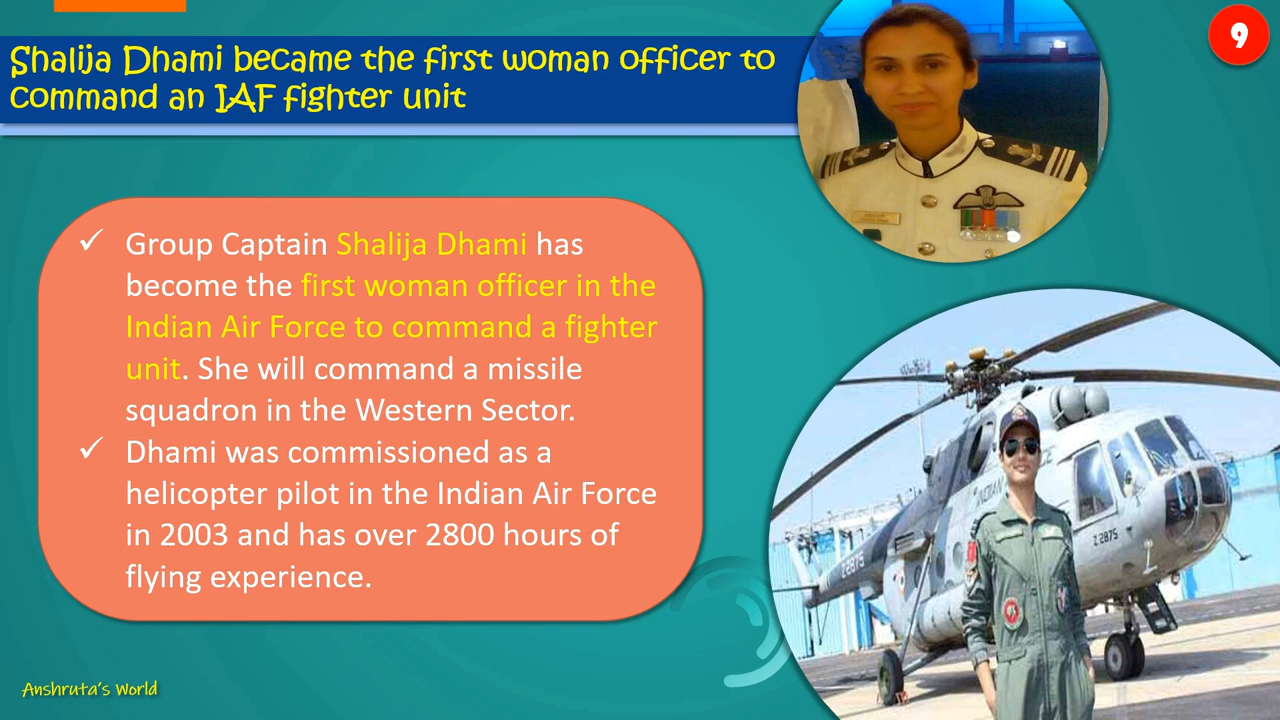 Shalija Dhami became the first woman officer to
command an IAF fighter unit
9
✓ Group Captain Shalija Dhami has
become the first woman officer in the
Indian Air Force to command a fighter
unit. She will command a missile
squadron in the Western Sector.
✓ Dhami was commissioned as a
helicopter pilot in the Indian Air Force
in 2003 and has over 2800 hours of
flying experience.
Z 2875
Z 2875
INDIAN
Anshruta's World